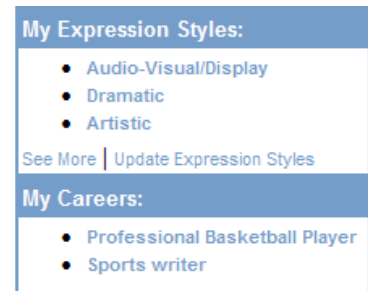 My Expression Styles:
• Audio-Visual/Display
• Dramatic
• Artistic
See More | Update Expression Styles
My Careers:
• Professional Basketball Player
• Sports writer